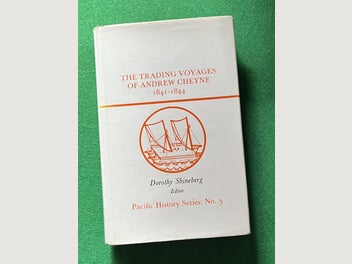 THE TRADING VOYAGES
OF ANDREW CHEYNE
1841-1844
Dorothy Shineberg
Editor
Pacific History Series: No. 3